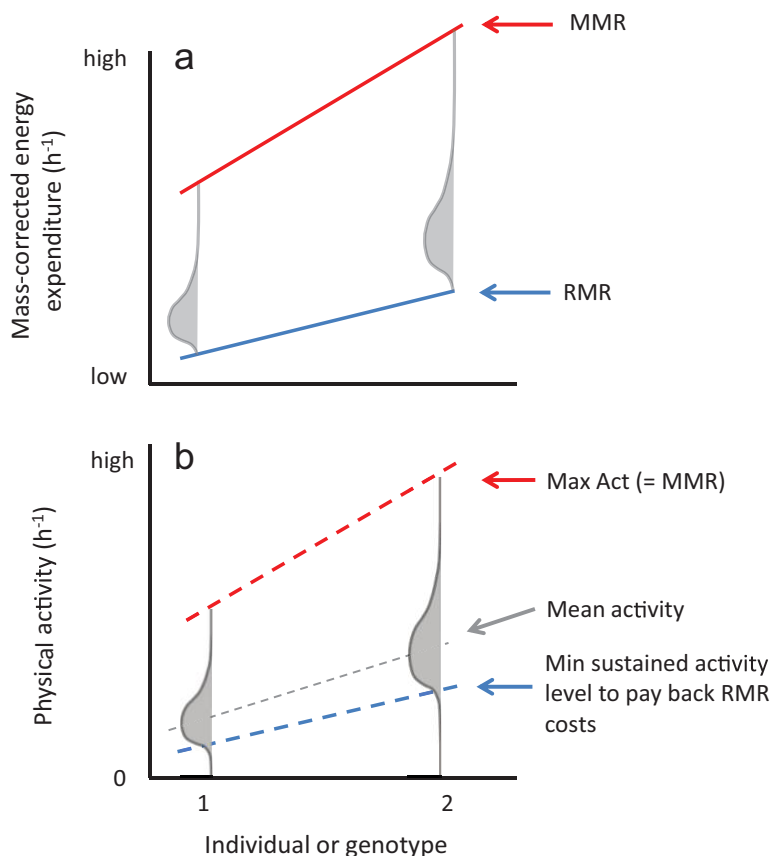 a
high
MMR
Mass-corrected energy
expenditure (h⁻¹)
RMR
low
b
high
Max Act (= MMR)
Physical activity (h⁻¹)
Mean activity
Min sustained activity
level to pay back RMR
costs
0
1
2
Individual or genotype